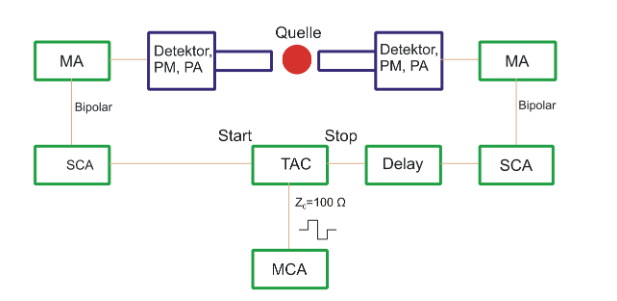 Quelle
MA
Detektor,
PM, PA
Detektor,
PM, PA
MA
Bipolar
Bipolar
Start
Stop
SCA
TAC
Delay
SCA
Z₀=100 Ω
MCA